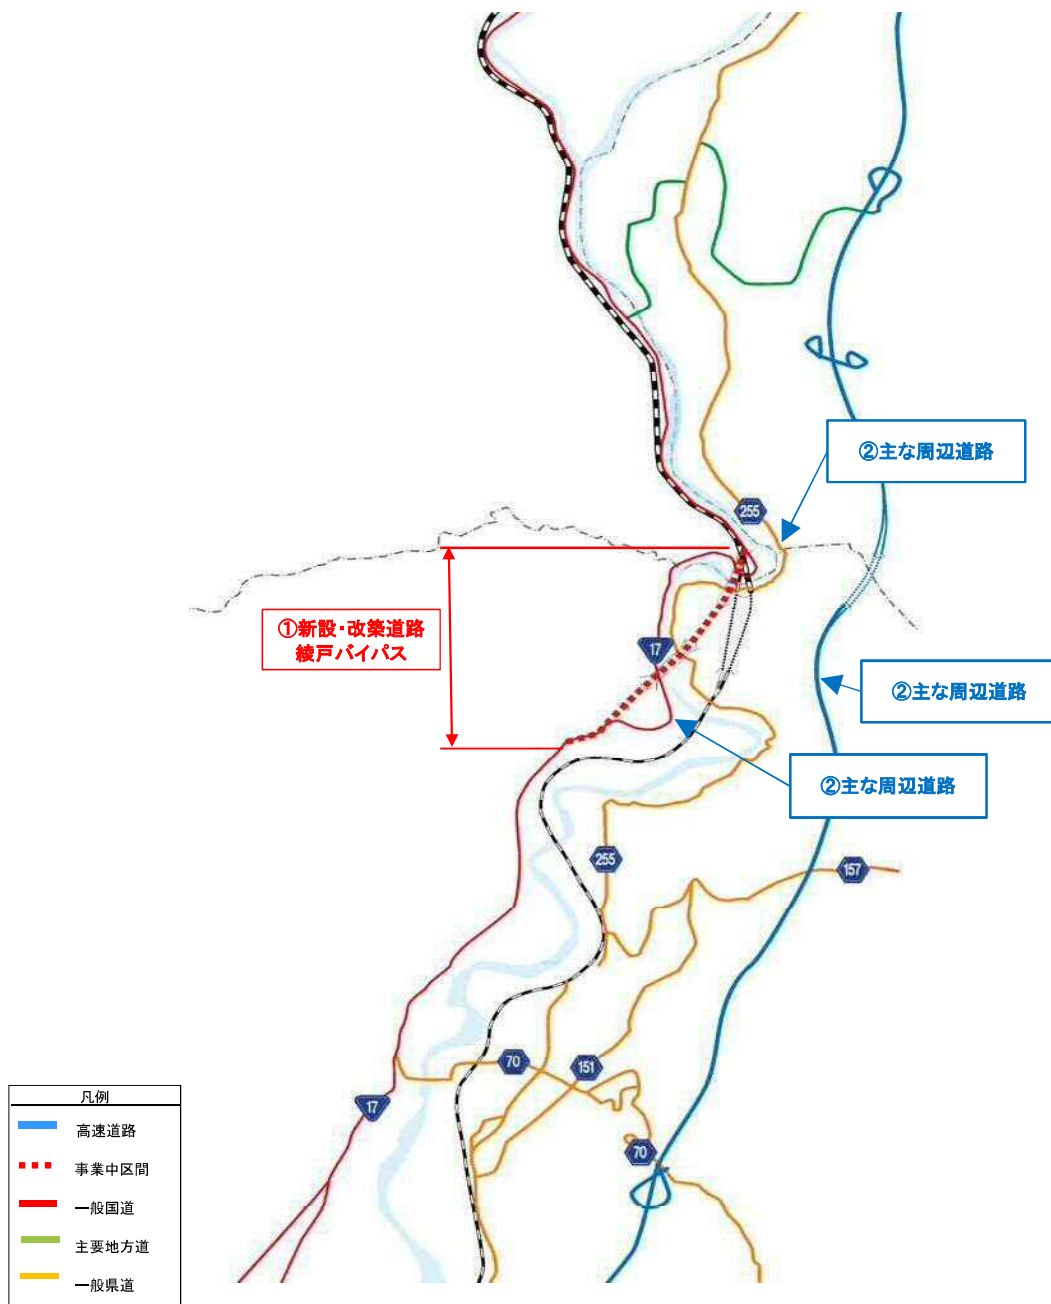 ②主な周辺道路
255
①新設・改築道路
綾戸バイパス
17
②主な周辺道路
②主な周辺道路
255
157
70
151
17
70
凡例
高速道路
事業中区間
一般国道
主要地方道
一般県道